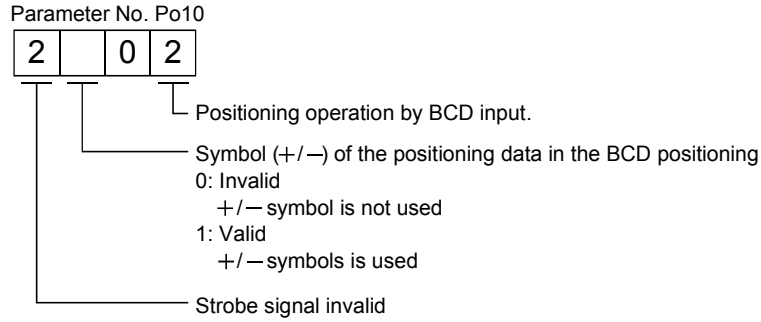 Parameter No. Po10
2 0 2
Positioning operation by BCD input.
Symbol (+/−) of the positioning data in the BCD positioning
0: Invalid
+/− symbol is not used
1: Valid
+/− symbols is used
Strobe signal invalid